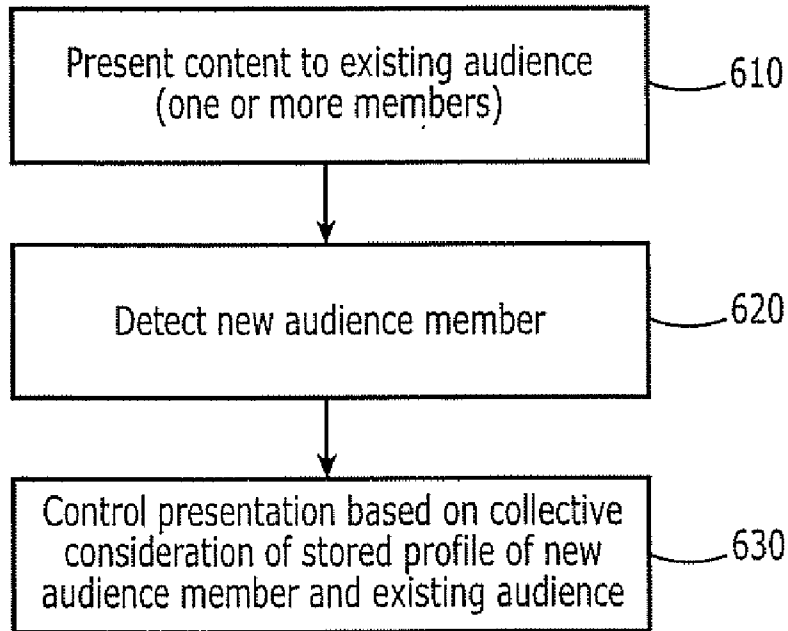 Present content to existing audience
(one or more members)
610
Detect new audience member
620
Control presentation based on collective
consideration of stored profile of new
audience member and existing audience
630